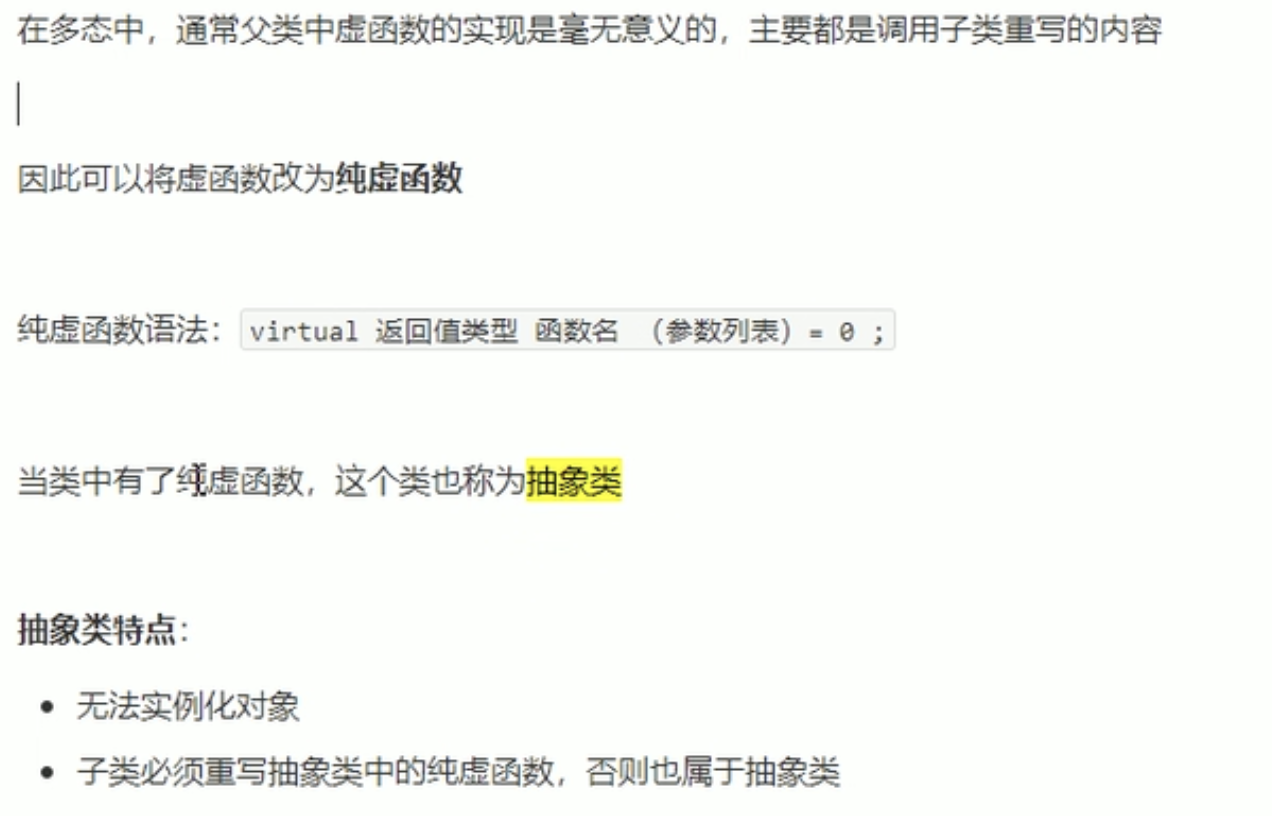 在多态中，通常父类中虚函数的实现是毫无意义的，主要都是调用子类重写的内容
因此可以将虚函数改为纯虚函数
纯虚函数语法：virtual 返回值类型 函数名 （参数列表）= 0 ;
当类中有了纯虚函数，这个类也称为抽象类
抽象类特点：
• 无法实例化对象
• 子类必须重写抽象类中的纯虚函数，否则也属于抽象类